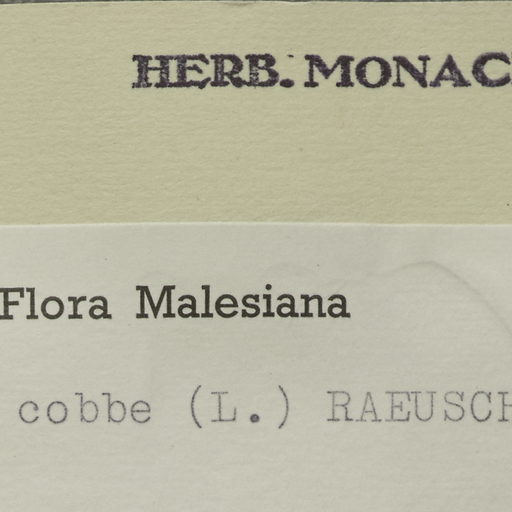 HERB. MONAC
Flora Malesiana
cobbe (L.) RAEUSCH